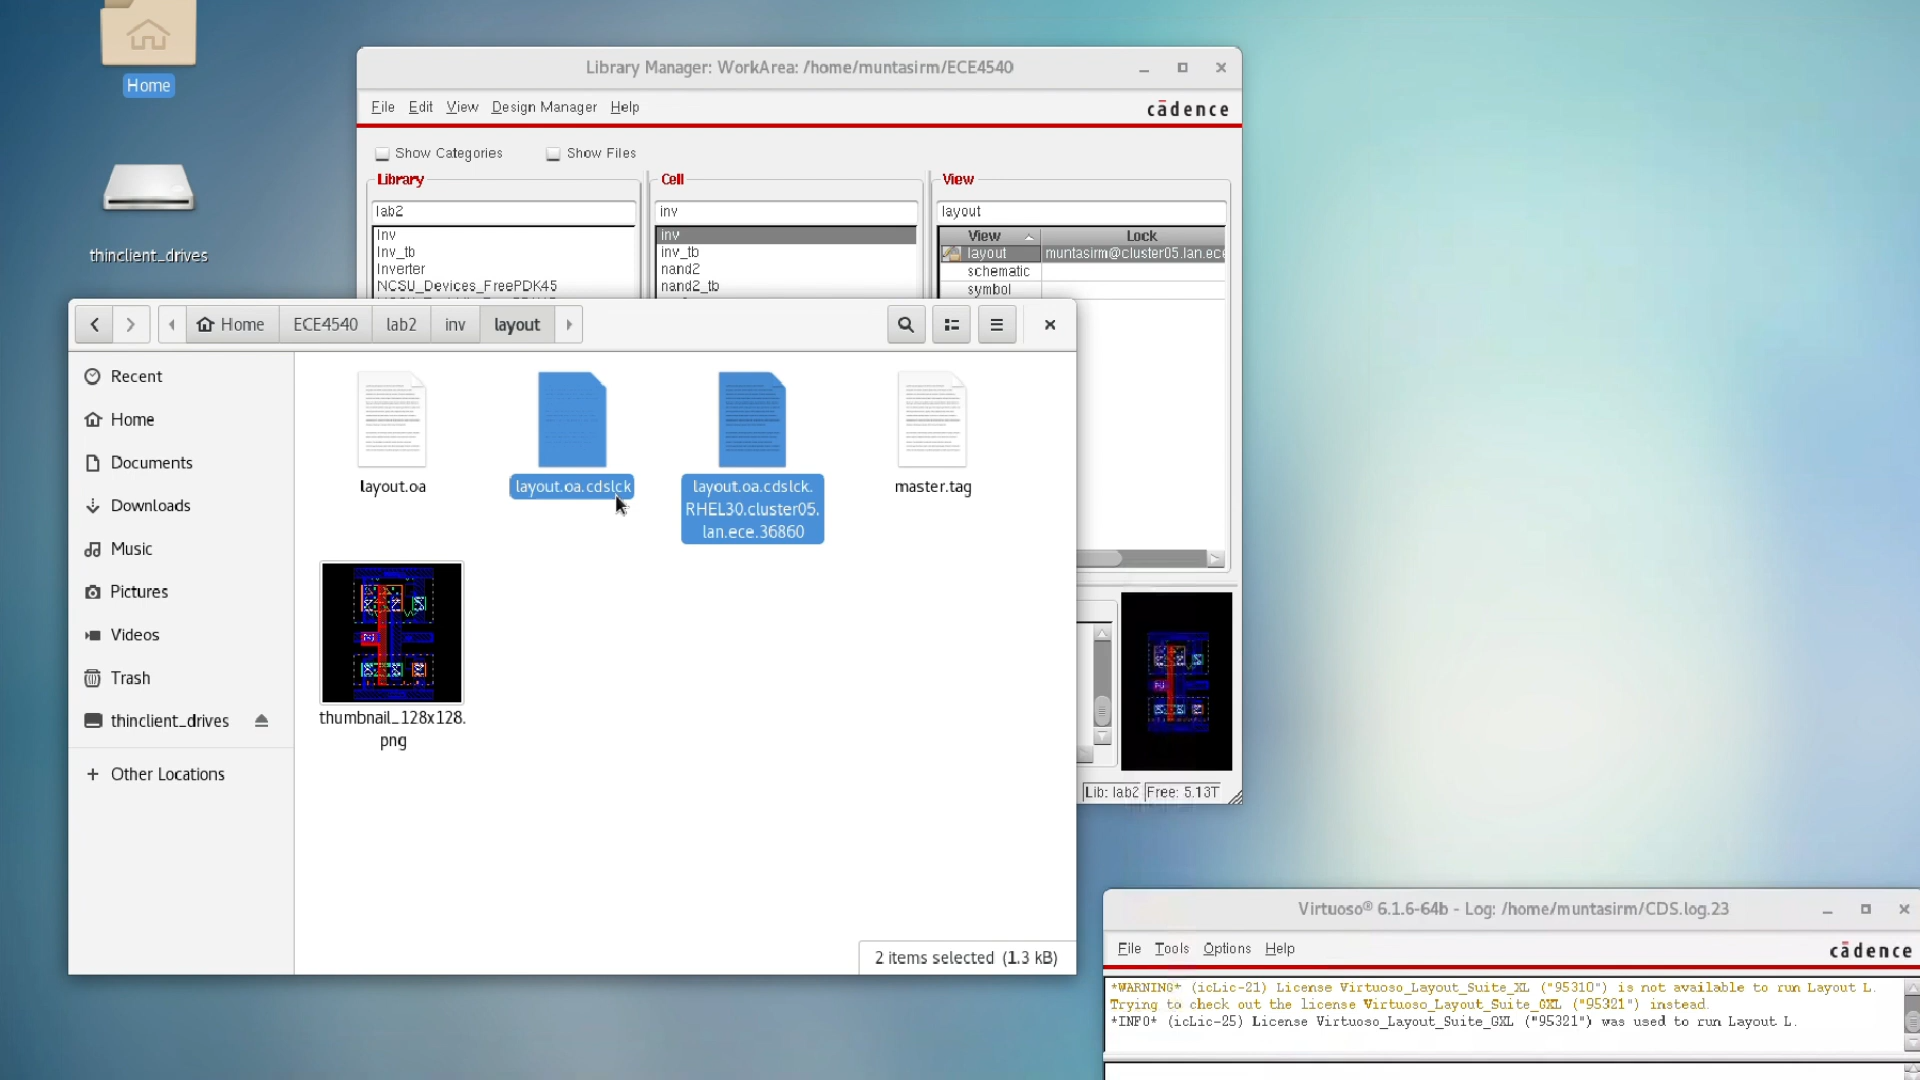 Home
thinclient_drives
Library Manager: WorkArea: /home/muntasirm/ECE4540
File Edit View Design Manager Help
cādence
Show Categories Show Files
Library Cell View
lab2 inv layout
Inv
Inv_tb
Inverter
NCSU_Devices_FreePDK45
inv
inv_tb
nand2
nand2_tb
View Lock
layout muntasirm@cluster05.lan.ece
schematic
symbol
Home ECE4540 lab2 inv layout
Recent
Home
Documents
Downloads
Music
Pictures
Videos
Trash
thinclient_drives
+ Other Locations
layout.oa
layout.oa.cdslck
layout.oa.cdslck.
RHEL30.cluster05.
lan.ece.36860
master.tag
thumbnail_128x128.
png
2 items selected (1.3 kB)
Lib: lab2 Free: 5.13T
Virtuoso® 6.1.6-64b - Log: /home/muntasirm/CDS.log.23
File Tools Options Help
cādence
*WARNING* (icLic-21) License Virtuoso_Layout_Suite_XL ("95310") is not available to run Layout L.
Trying to check out the license Virtuoso_Layout_Suite_GXL ("95321") instead.
*INFO* (icLic-25) License Virtuoso_Layout_Suite_GXL ("95321") was used to run Layout L.